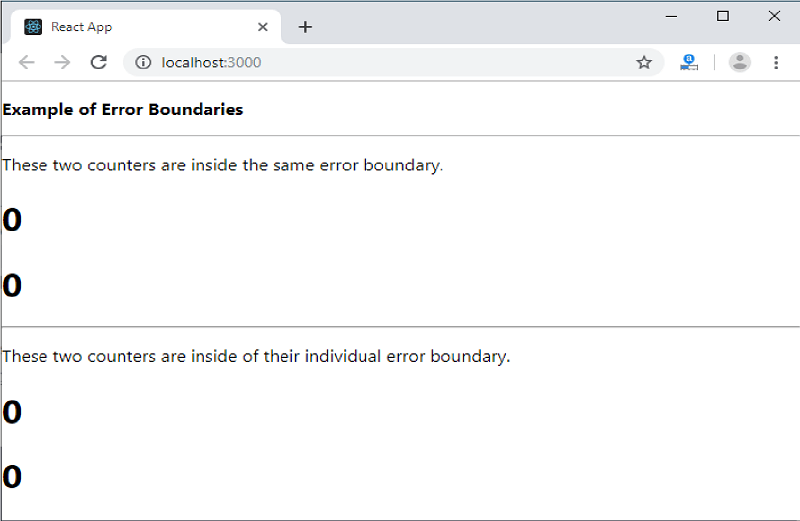 React App
localhost:3000
Example of Error Boundaries
These two counters are inside the same error boundary.
0
0
These two counters are inside of their individual error boundary.
0
0